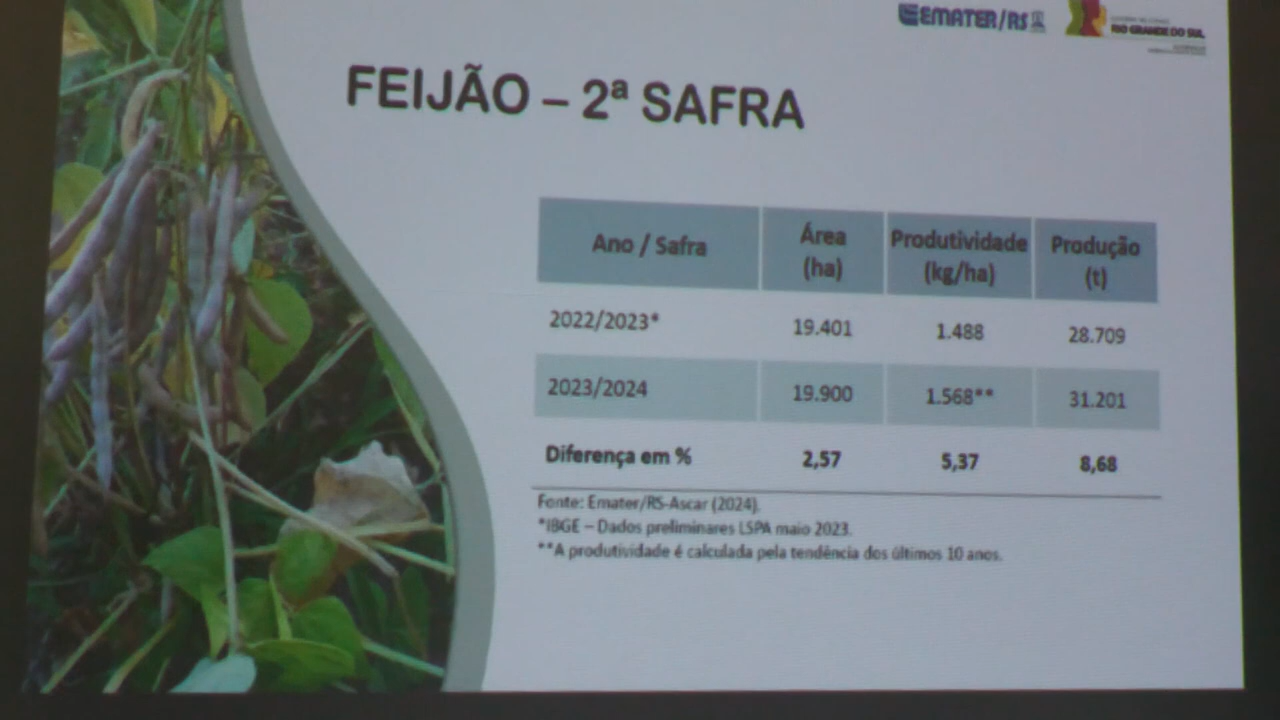 EMATER/RS
RIO GRANDE DO SUL
FEIJÃO – 2ª SAFRA
Ano / Safra Área (ha) Produtividade (kg/ha) Produção (t)
2022/2023* 19.401 1.488 28.709
2023/2024 19.900 1.568** 31.201
Diferença em % 2,57 5,37 8,68
Fonte: Emater/RS-Ascar (2024).
*IBGE – Dados preliminares LSPA maio 2023.
**A produtividade é calculada pela tendência dos últimos 10 anos.